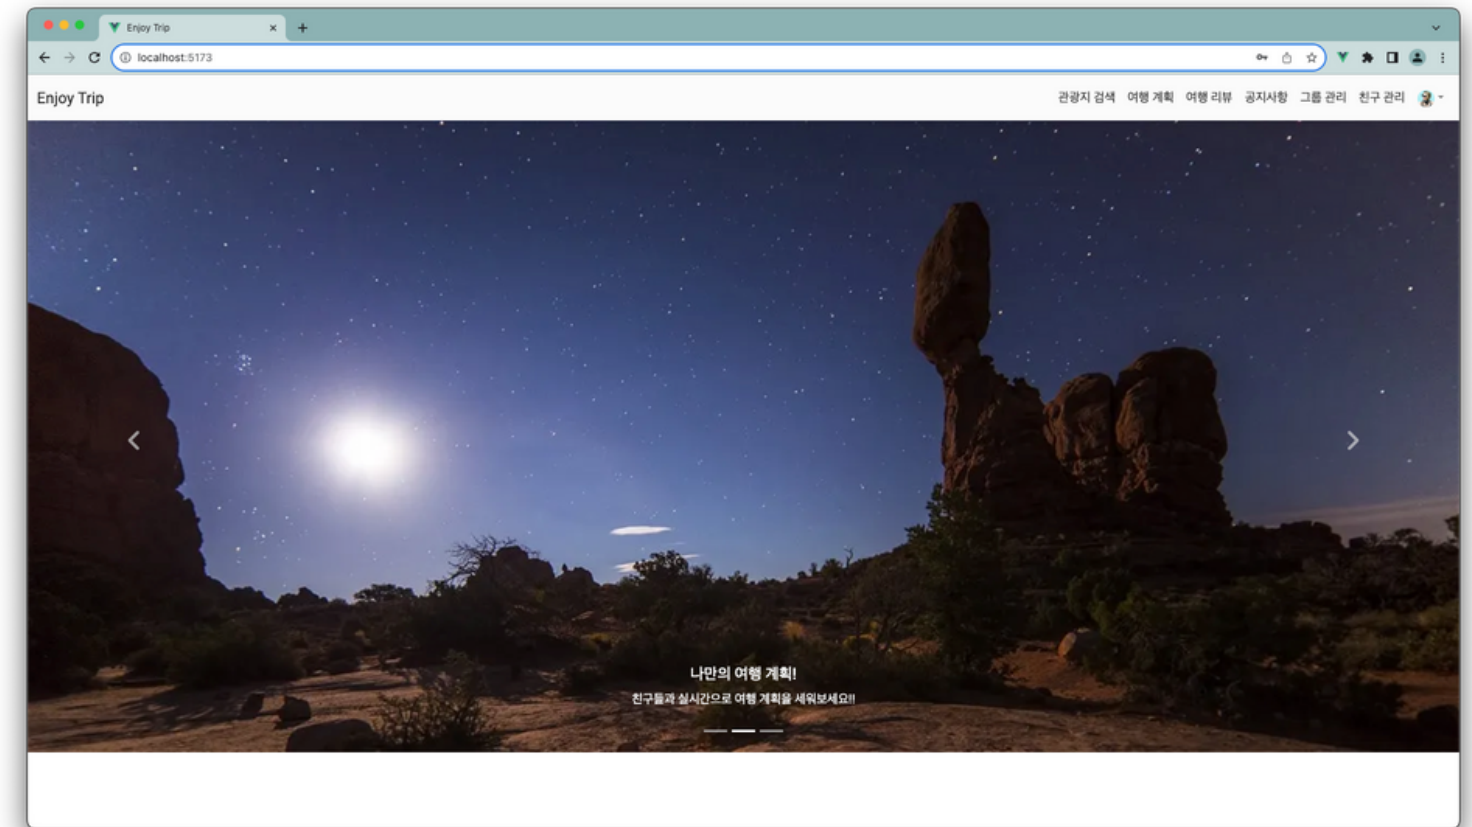 Enjoy Trip
localhost:5173
Enjoy Trip
관광지 검색 여행 계획 여행 리뷰 공지사항 그룹 관리 친구 관리
나만의 여행 계획!
친구들과 실시간으로 여행 계획을 세워보세요!!